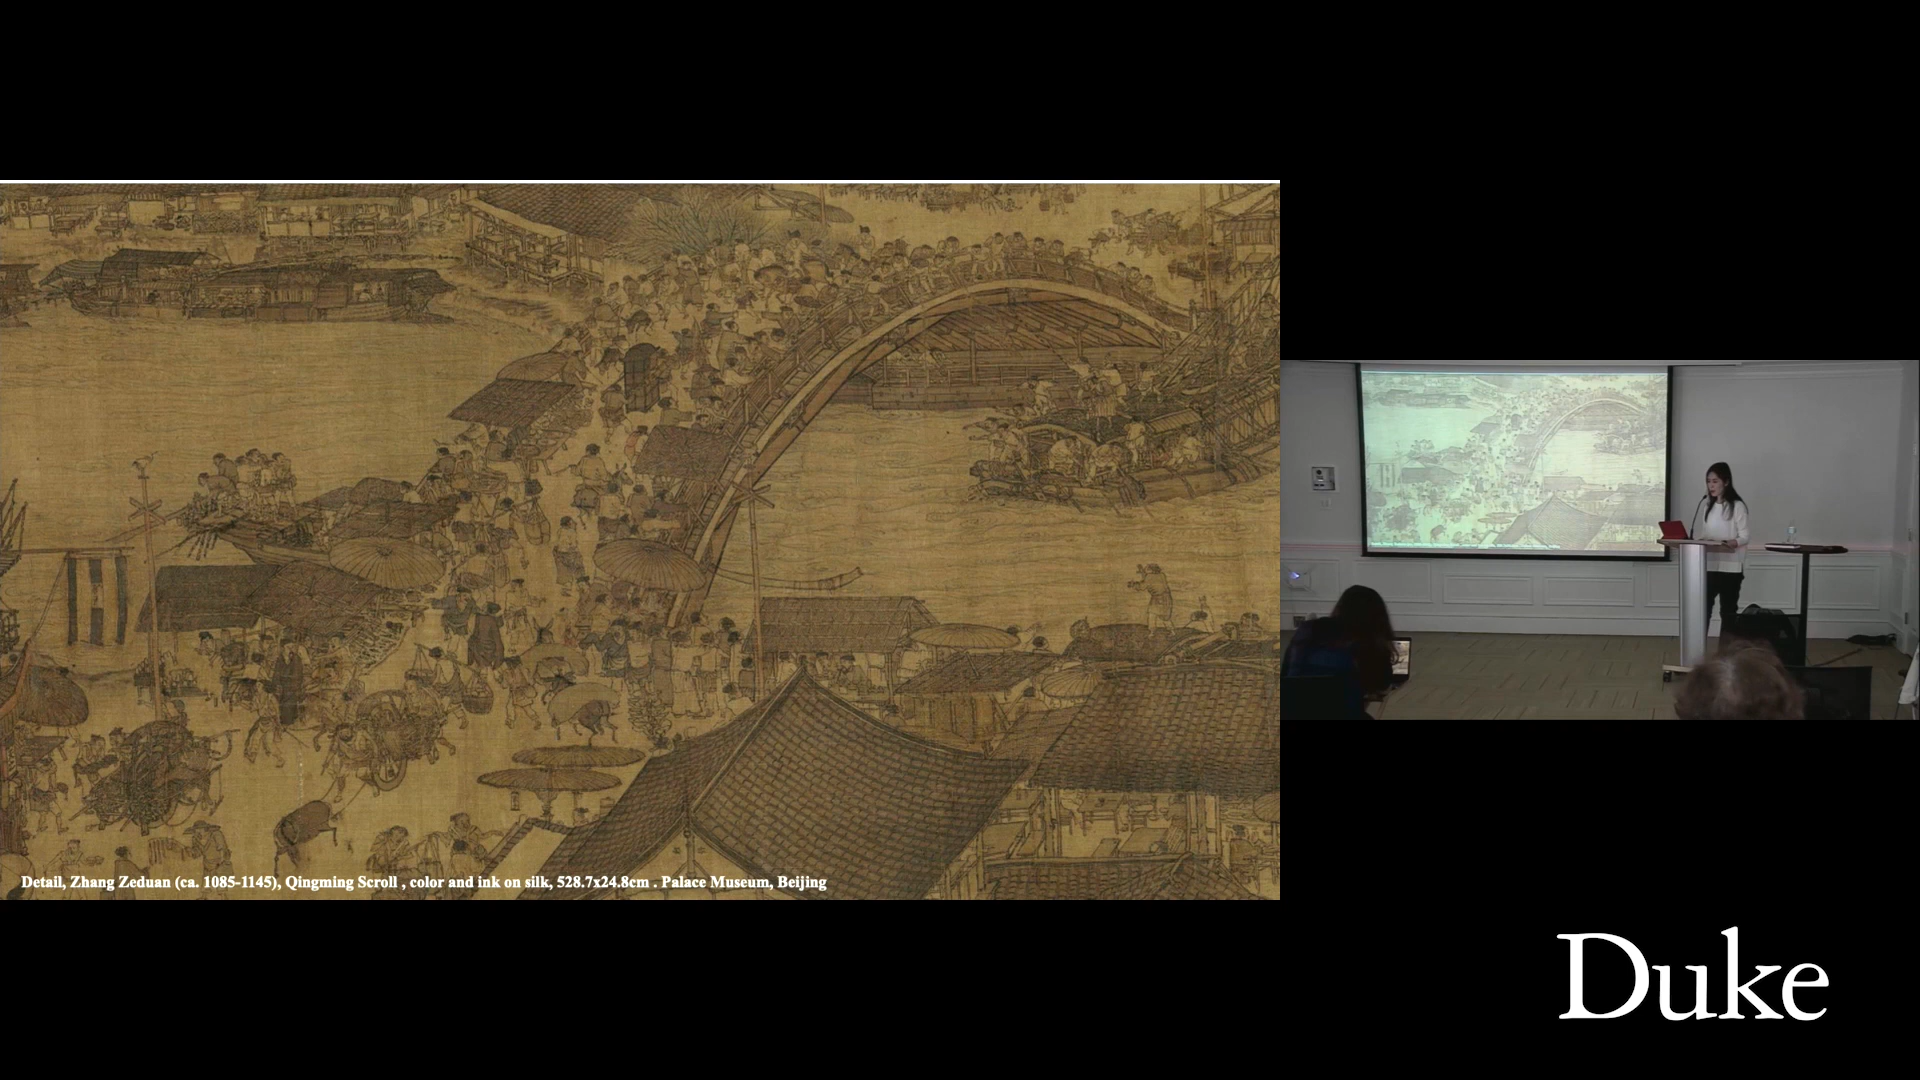 Detail, Zhang Zeduan (ca. 1085-1145), Qingming Scroll , color and ink on silk, 528.7x24.8cm . Palace Museum, Beijing
Duke